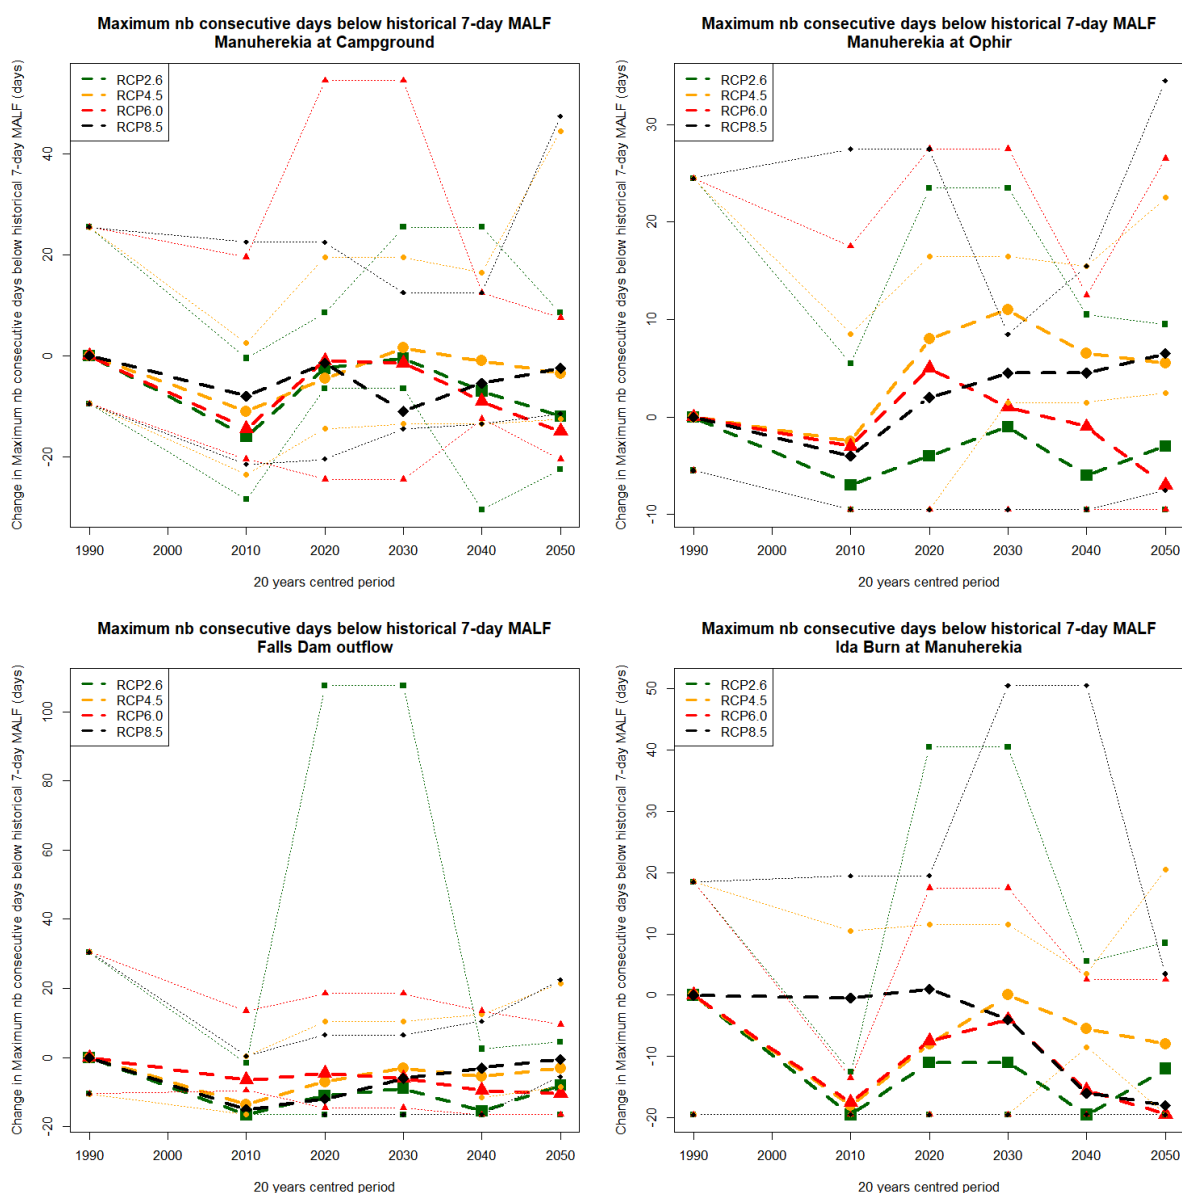 Maximum nb consecutive days below historical 7-day MALF
Manuherekia at Campground
Change in Maximum nb consecutive days below historical 7-day MALF (days)
RCP2.6
RCP4.5
RCP6.0
RCP8.5
40
20
0
-20
1990 2000 2010 2020 2030 2040 2050
20 years centred period
Maximum nb consecutive days below historical 7-day MALF
Manuherekia at Ophir
Change in Maximum nb consecutive days below historical 7-day MALF (days)
RCP2.6
RCP4.5
RCP6.0
RCP8.5
30
20
10
0
-10
1990 2000 2010 2020 2030 2040 2050
20 years centred period
Maximum nb consecutive days below historical 7-day MALF
Falls Dam outflow
Change in Maximum nb consecutive days below historical 7-day MALF (days)
RCP2.6
RCP4.5
RCP6.0
RCP8.5
100
80
60
40
20
0
-20
1990 2000 2010 2020 2030 2040 2050
20 years centred period
Maximum nb consecutive days below historical 7-day MALF
Ida Burn at Manuherekia
Change in Maximum nb consecutive days below historical 7-day MALF (days)
RCP2.6
RCP4.5
RCP6.0
RCP8.5
50
40
30
20
10
0
-10
-20
1990 2000 2010 2020 2030 2040 2050
20 years centred period